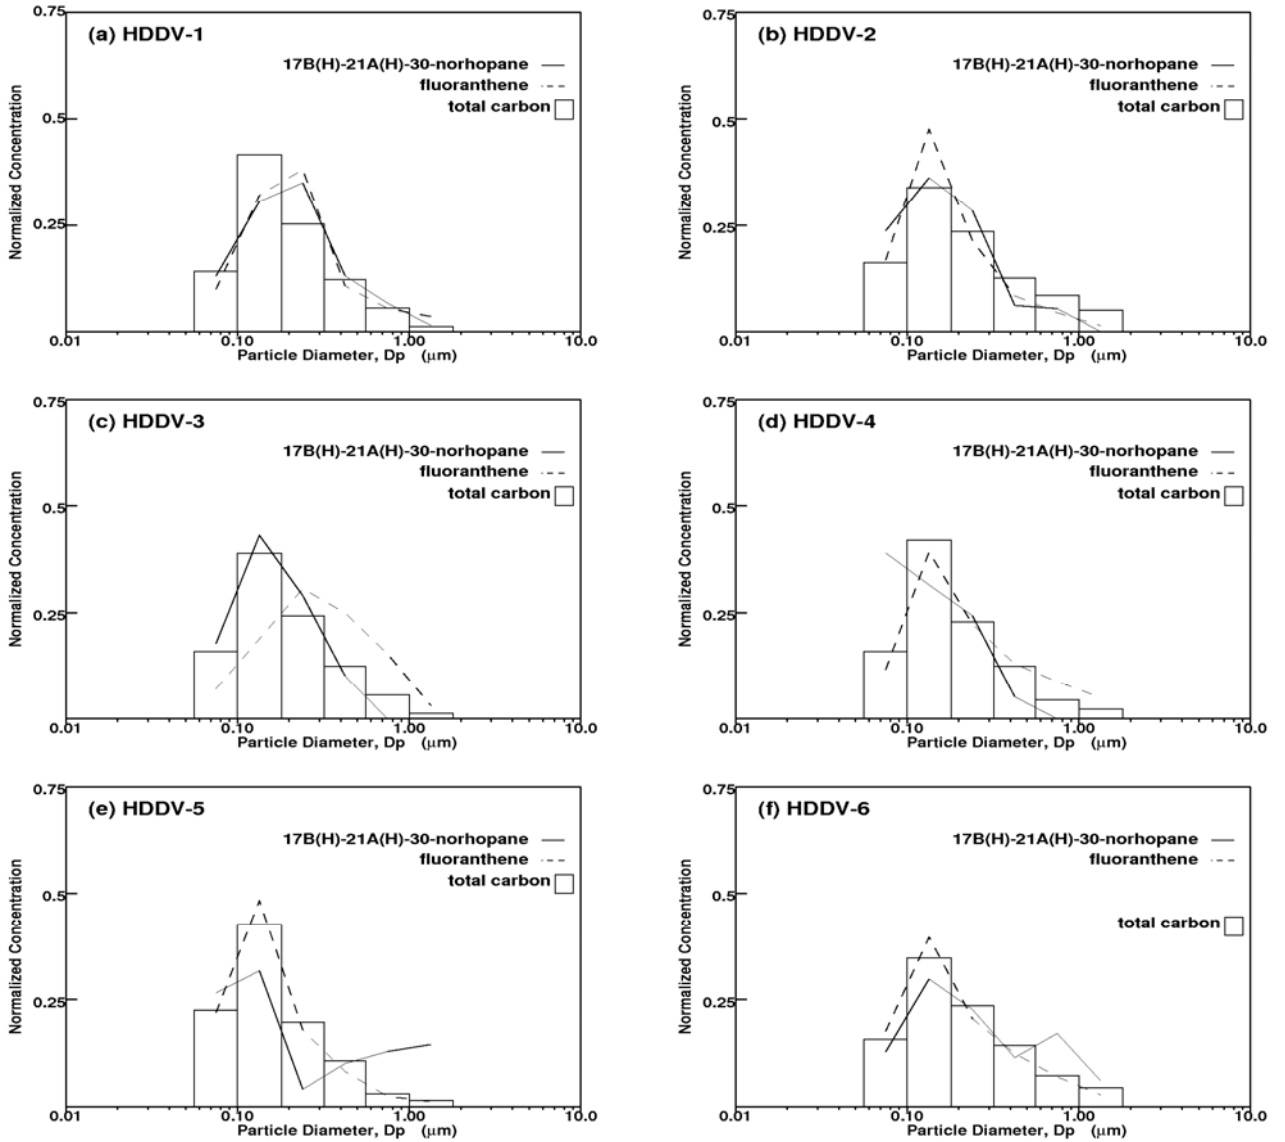 0.75
(a) HDDV-1
17B(H)-21A(H)-30-norhopane
fluoranthene
total carbon
0.5
0.25
Normalized Concentration
0.01 0.10 1.00 10.0
Particle Diameter, Dp (μm)
0.75
(b) HDDV-2
17B(H)-21A(H)-30-norhopane
fluoranthene
total carbon
0.5
0.25
Normalized Concentration
0.01 0.10 1.00 10.0
Particle Diameter, Dp (μm)
0.75
(c) HDDV-3
17B(H)-21A(H)-30-norhopane
fluoranthene
total carbon
0.5
0.25
Normalized Concentration
0.01 0.10 1.00 10.0
Particle Diameter, Dp (μm)
0.75
(d) HDDV-4
17B(H)-21A(H)-30-norhopane
fluoranthene
total carbon
0.5
0.25
Normalized Concentration
0.01 0.10 1.00 10.0
Particle Diameter, Dp (μm)
0.75
(e) HDDV-5
17B(H)-21A(H)-30-norhopane
fluoranthene
total carbon
0.5
0.25
Normalized Concentration
0.01 0.10 1.00 10.0
Particle Diameter, Dp (μm)
0.75
(f) HDDV-6
17B(H)-21A(H)-30-norhopane
fluoranthene
total carbon
0.5
0.25
Normalized Concentration
0.01 0.10 1.00 10.0
Particle Diameter, Dp (μm)